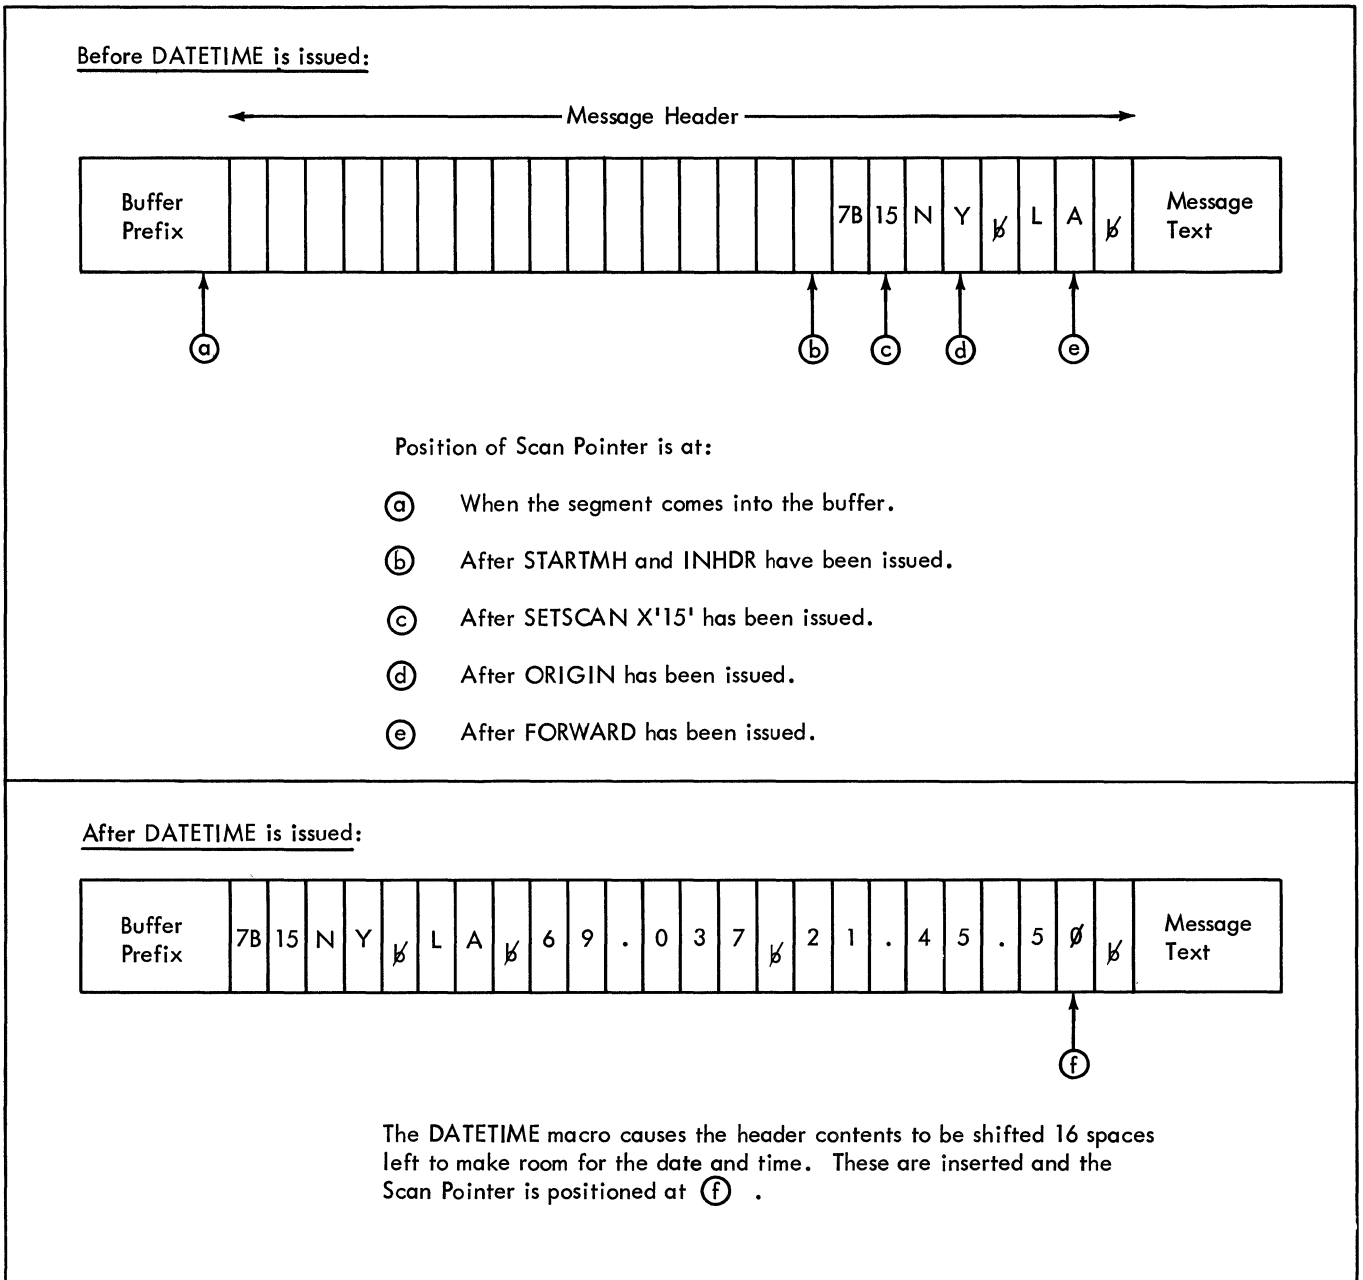 Before DATETIME is issued:
Message Header
Buffer Prefix 7B 15 N Y ƀ L A ƀ Message Text
a b c d e
Position of Scan Pointer is at:
a When the segment comes into the buffer.
b After STARTMH and INHDR have been issued.
c After SETSCAN X'15' has been issued.
d After ORIGIN has been issued.
e After FORWARD has been issued.
After DATETIME is issued:
Buffer Prefix 7B 15 N Y ƀ L A ƀ 6 9 . 0 3 7 ƀ 2 1 . 4 5 . 5 Ø ƀ Message Text
f
The DATETIME macro causes the header contents to be shifted 16 spaces
left to make room for the date and time. These are inserted and the
Scan Pointer is positioned at f .